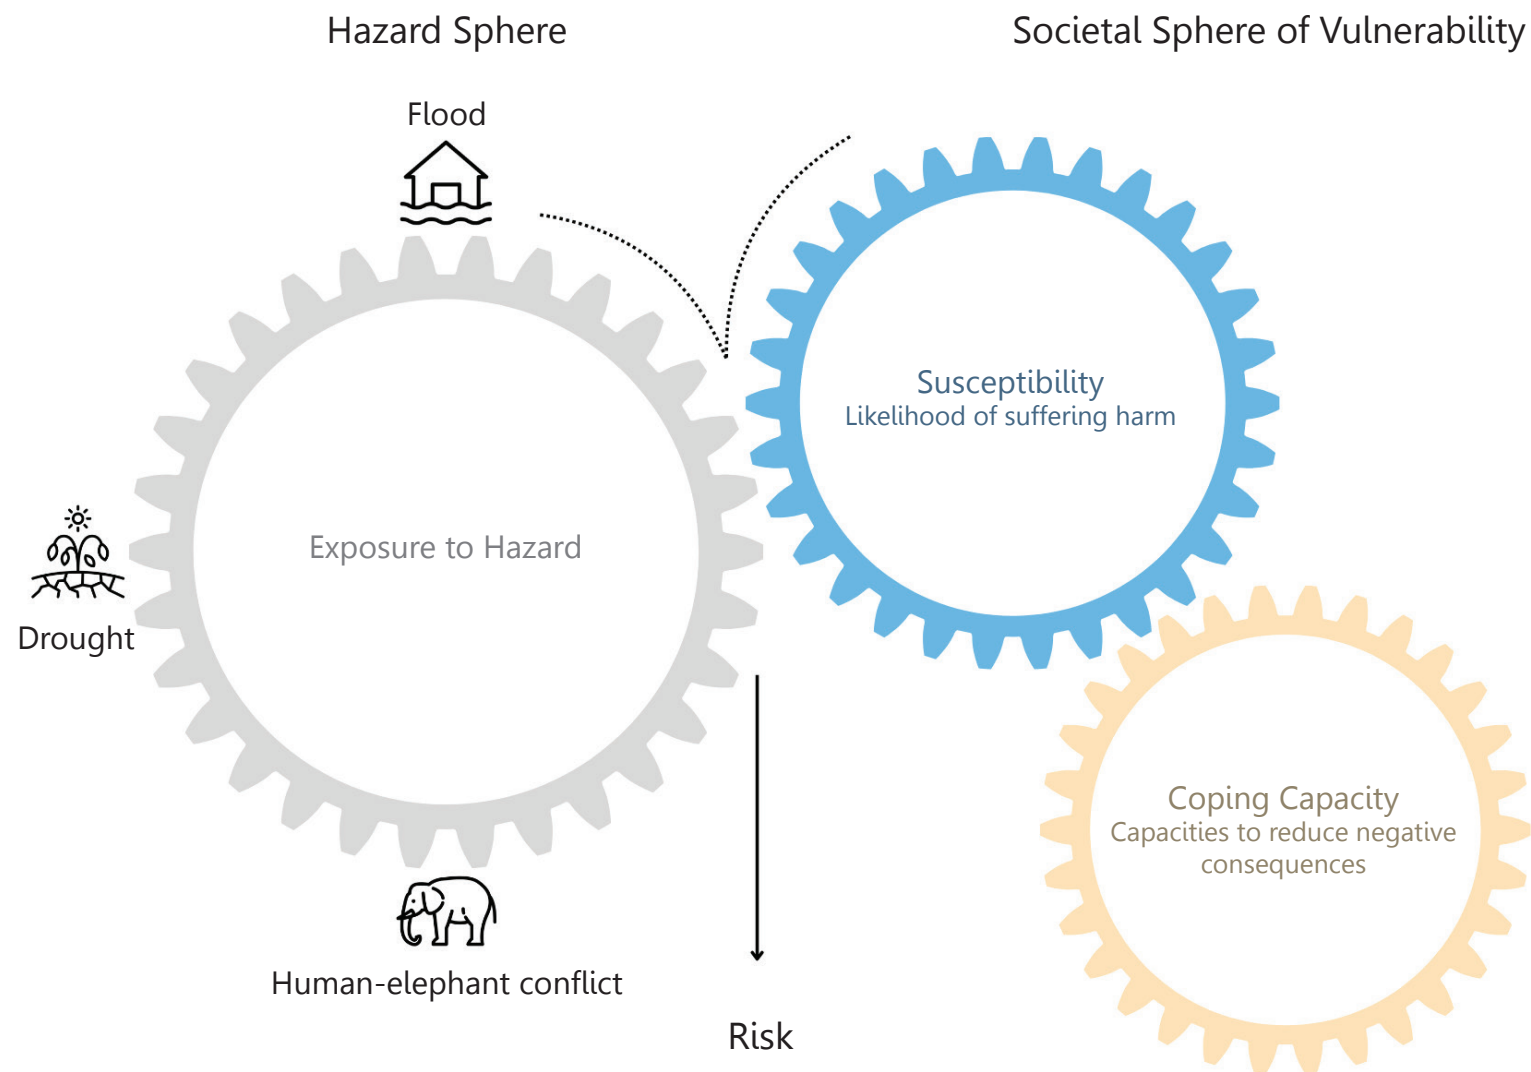 Hazard Sphere
Societal Sphere of Vulnerability
Flood
Susceptibility
Likelihood of suffering harm
Exposure to Hazard
Drought
Coping Capacity
Capacities to reduce negative
consequences
Human-elephant conflict
Risk